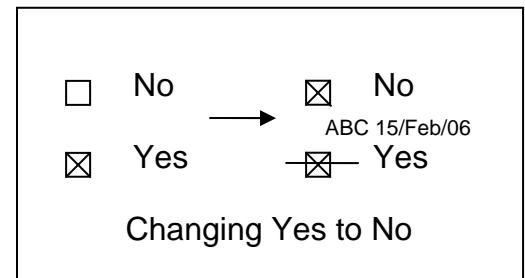 ☐ No → ☒ No
ABC 15/Feb/06
☒ Yes ☒ Yes
Changing Yes to No